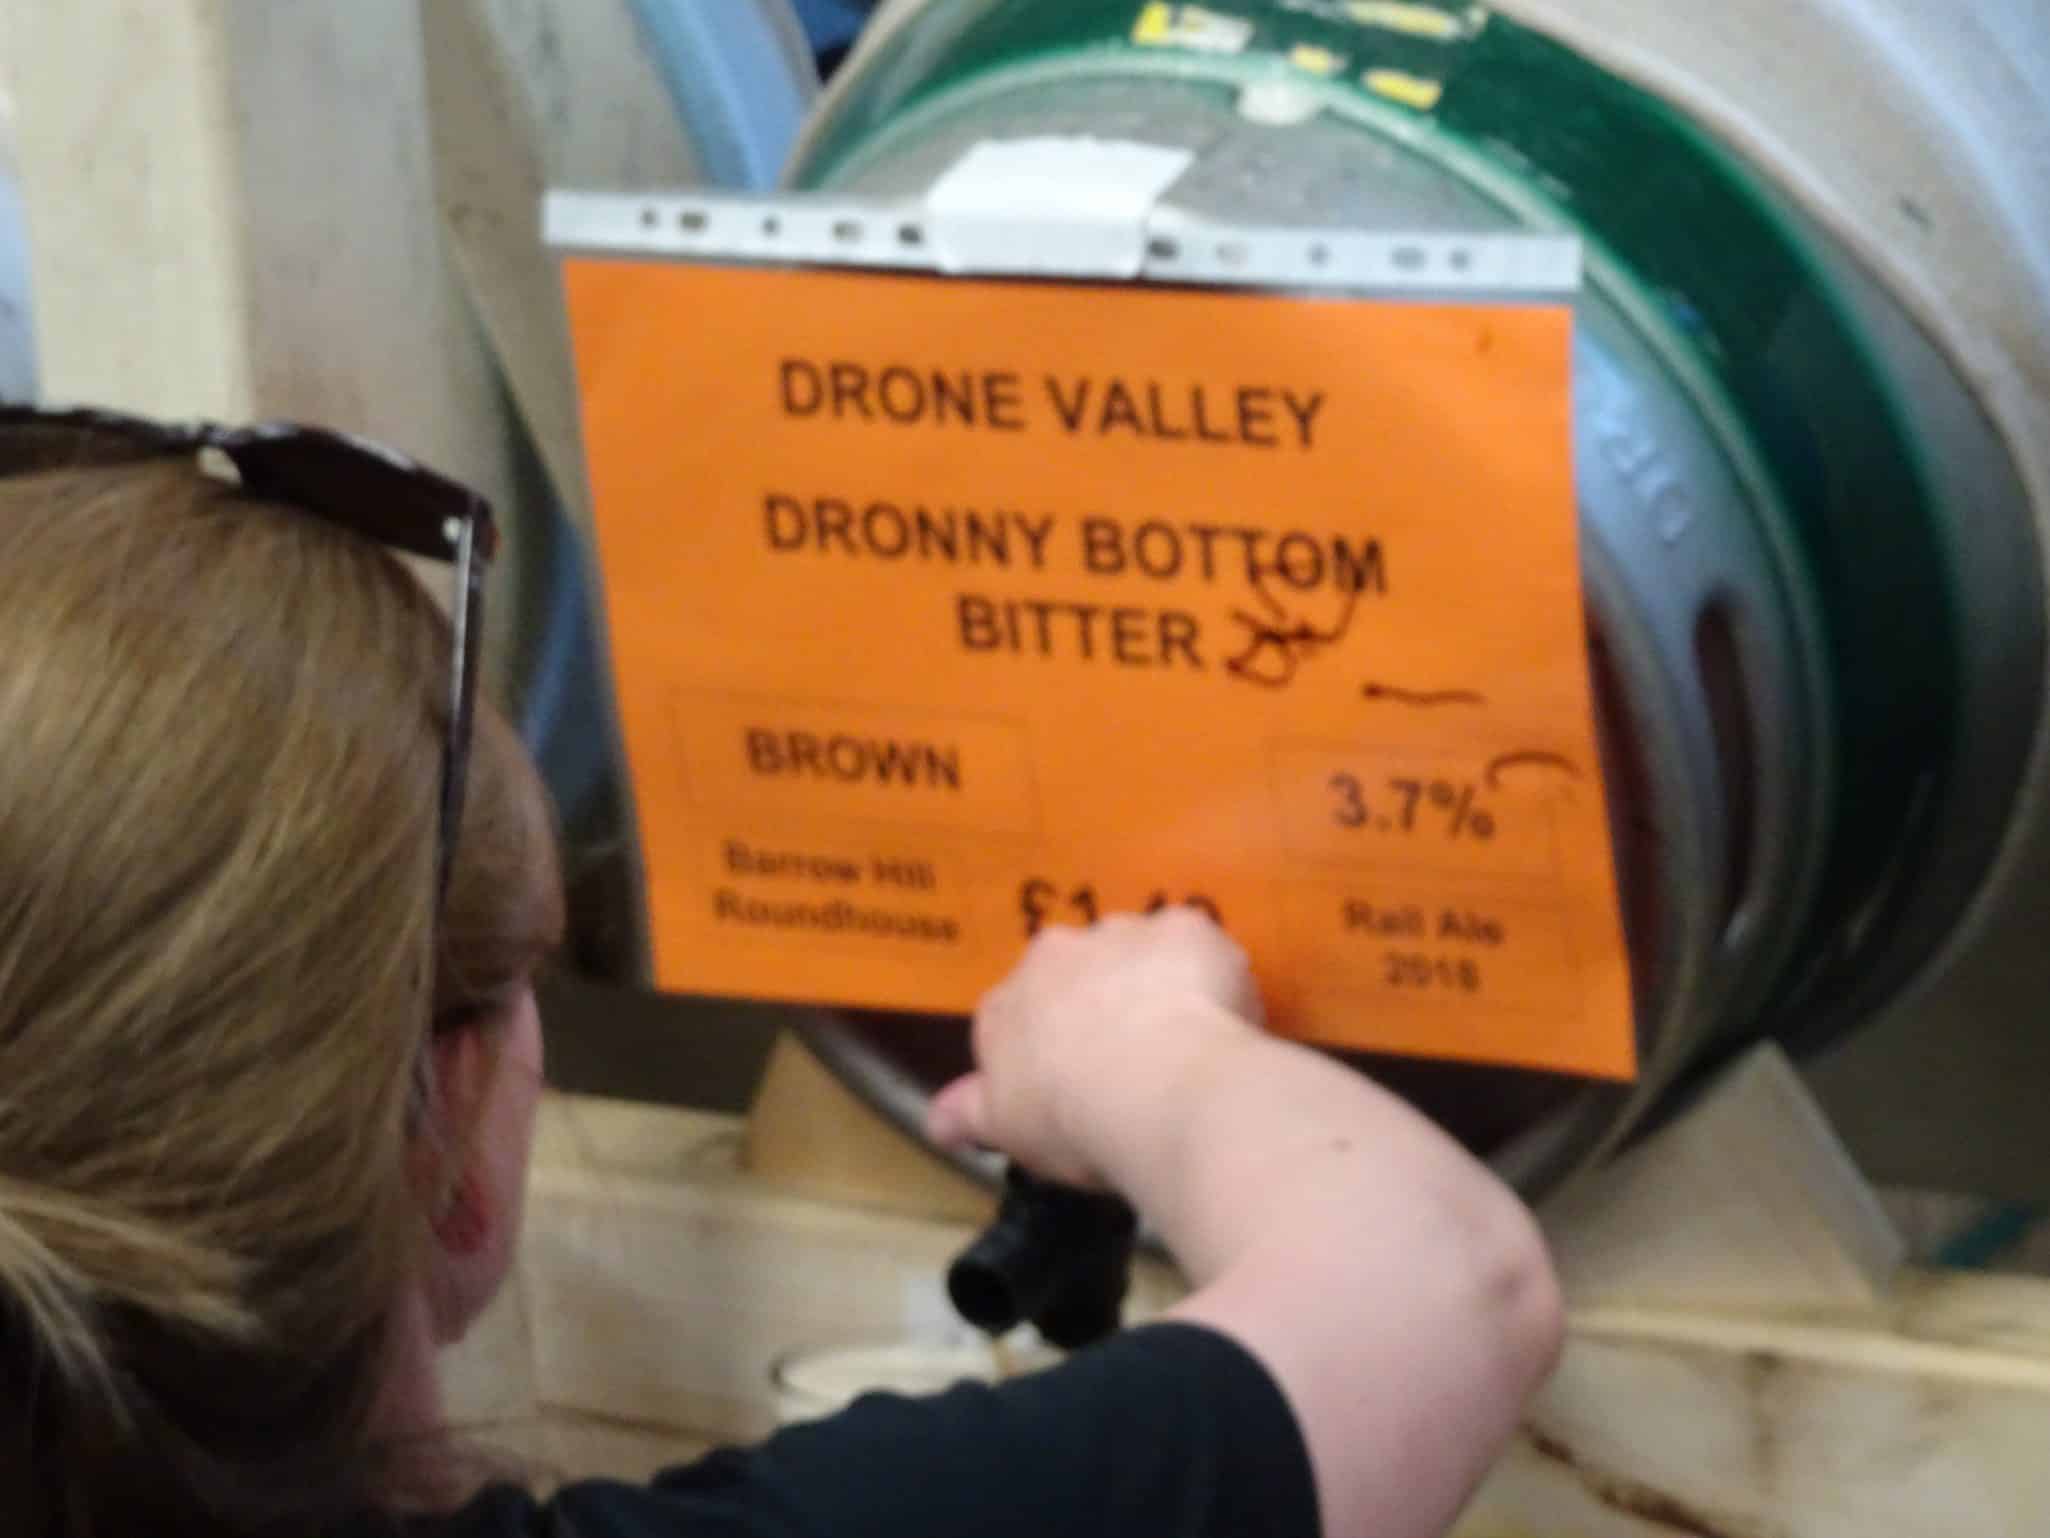 DRONE VALLEY
DRONNY BOTTOM
BITTER
BROWN
3.7%
Barrow Hill
Roundhouse
Rail Ale
2018